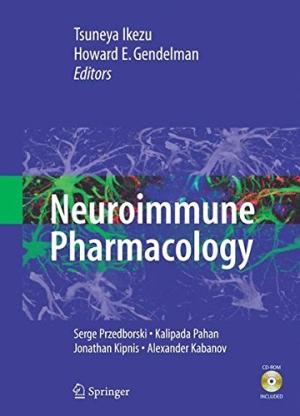 Tsuneya Ikezu
Howard E. Gendelman
Editors
Neuroimmune
Pharmacology
Serge Przedborski • Kalipada Pahan
Jonathan Kipnis • Alexander Kabanov
CD-ROM
INCLUDED
Springer